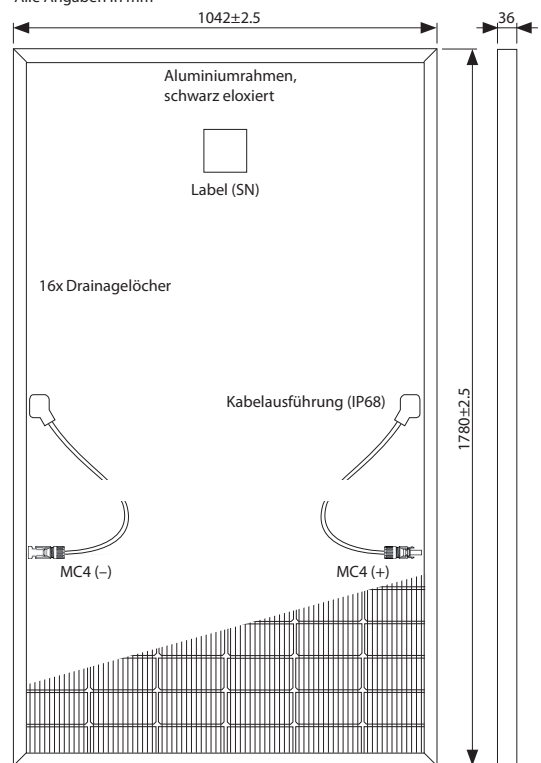 Alle Angaben in mm
1042±2.5
36
Aluminiumrahmen,
schwarz eloxiert
Label (SN)
16x Drainagelöcher
Kabelausführung (IP68)
1780±2.5
MC4 (–)
MC4 (+)